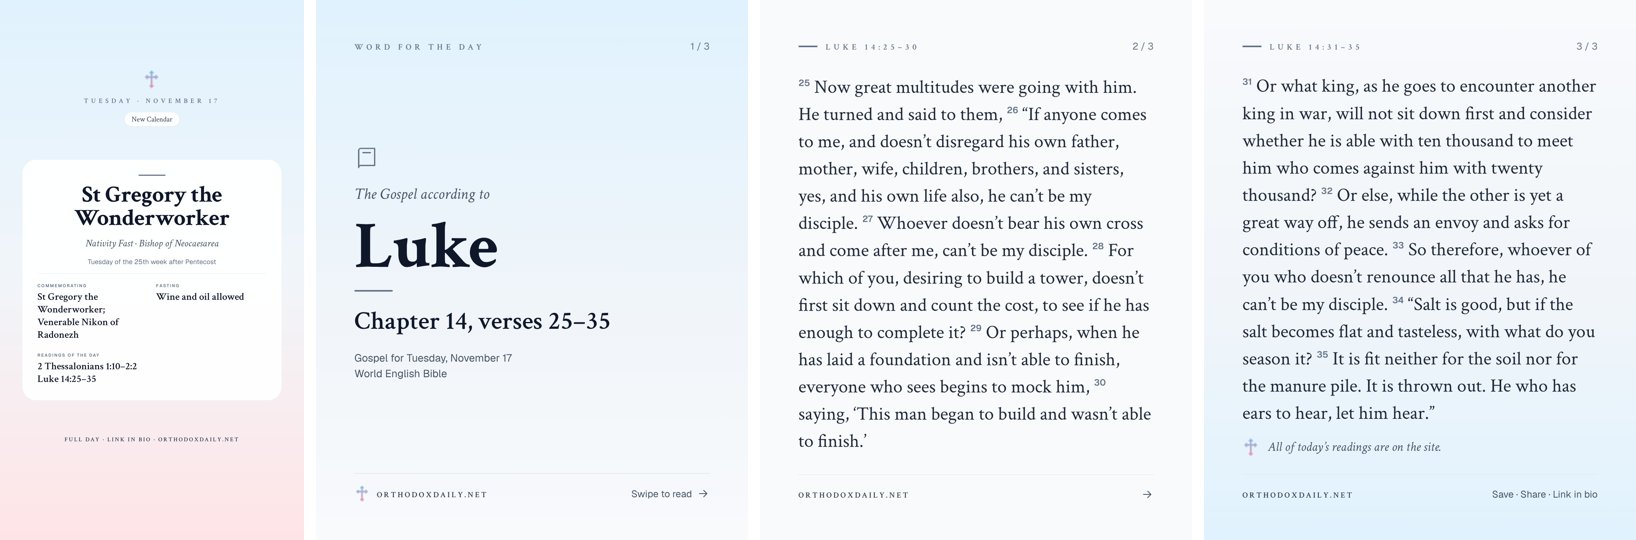 TUESDAY · NOVEMBER 17
New Calendar
St Gregory the
Wonderworker
Nativity Fast · Bishop of Neocaesarea
Tuesday of the 25th week after Pentecost
COMMEMORATING
St Gregory the
Wonderworker;
Venerable Nikon of
Radonezh
FASTING
Wine and oil allowed
READINGS OF THE DAY
2 Thessalonians 1:10–2:2
Luke 14:25–35
FULL DAY · LINK IN BIO · ORTHODOXDAILY.NET
WORD FOR THE DAY
1 / 3
The Gospel according to
Luke
Chapter 14, verses 25–35
Gospel for Tuesday, November 17
World English Bible
ORTHODOXDAILY.NET
Swipe to read →
LUKE 14:25–30
2 / 3
25 Now great multitudes were going with him.
He turned and said to them, 26 “If anyone comes
to me, and doesn’t disregard his own father,
mother, wife, children, brothers, and sisters,
yes, and his own life also, he can’t be my
disciple. 27 Whoever doesn’t bear his own cross
and come after me, can’t be my disciple. 28 For
which of you, desiring to build a tower, doesn’t
first sit down and count the cost, to see if he has
enough to complete it? 29 Or perhaps, when he
has laid a foundation and isn’t able to finish,
everyone who sees begins to mock him, 30
saying, ‘This man began to build and wasn’t able
to finish.’
ORTHODOXDAILY.NET
→
LUKE 14:31–35
3 / 3
31 Or what king, as he goes to encounter another
king in war, will not sit down first and consider
whether he is able with ten thousand to meet
him who comes against him with twenty
thousand? 32 Or else, while the other is yet a
great way off, he sends an envoy and asks for
conditions of peace. 33 So therefore, whoever of
you who doesn’t renounce all that he has, he
can’t be my disciple. 34 “Salt is good, but if the
salt becomes flat and tasteless, with what do you
season it? 35 It is fit neither for the soil nor for
the manure pile. It is thrown out. He who has
ears to hear, let him hear.”
All of today’s readings are on the site.
ORTHODOXDAILY.NET
Save · Share · Link in bio